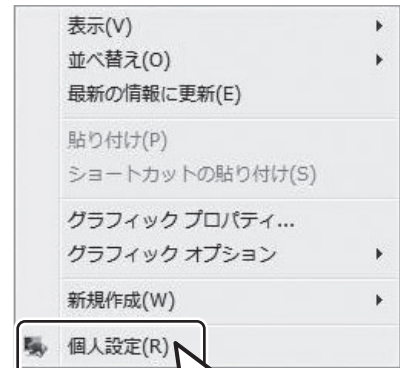 表示(V)
並べ替え(O)
最新の情報に更新(E)
貼り付け(P)
ショートカットの貼り付け(S)
グラフィック プロパティ...
グラフィック オプション
新規作成(W)
個人設定(R)